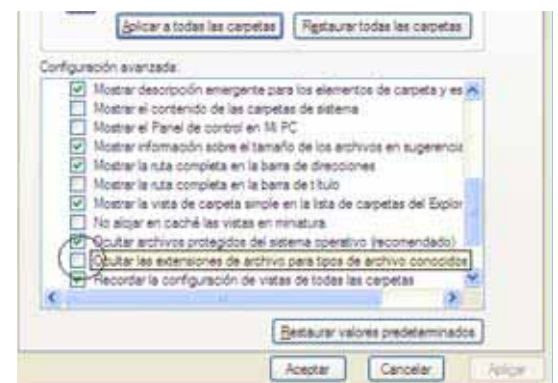 Aplicar a todas las carpetas Restaurar todas las carpetas
Configuración avanzada:
Mostrar descripción emergente para los elementos de carpeta y es
Mostrar el contenido de las carpetas de sistema
Mostrar el Panel de control en Mi PC
Mostrar información sobre el tamaño de los archivos en sugerencia
Mostrar la ruta completa en la barra de direcciones
Mostrar la ruta completa en la barra de título
Mostrar la vista de carpeta simple en la lista de carpetas del Explor
No alojar en caché las vistas en miniatura
Ocultar archivos protegidos del sistema operativo (recomendado)
Ocultar las extensiones de archivo para tipos de archivo conocidos
Recordar la configuración de vistas de todas las carpetas
Restaurar valores predeterminados
Aceptar Cancelar Aplicar